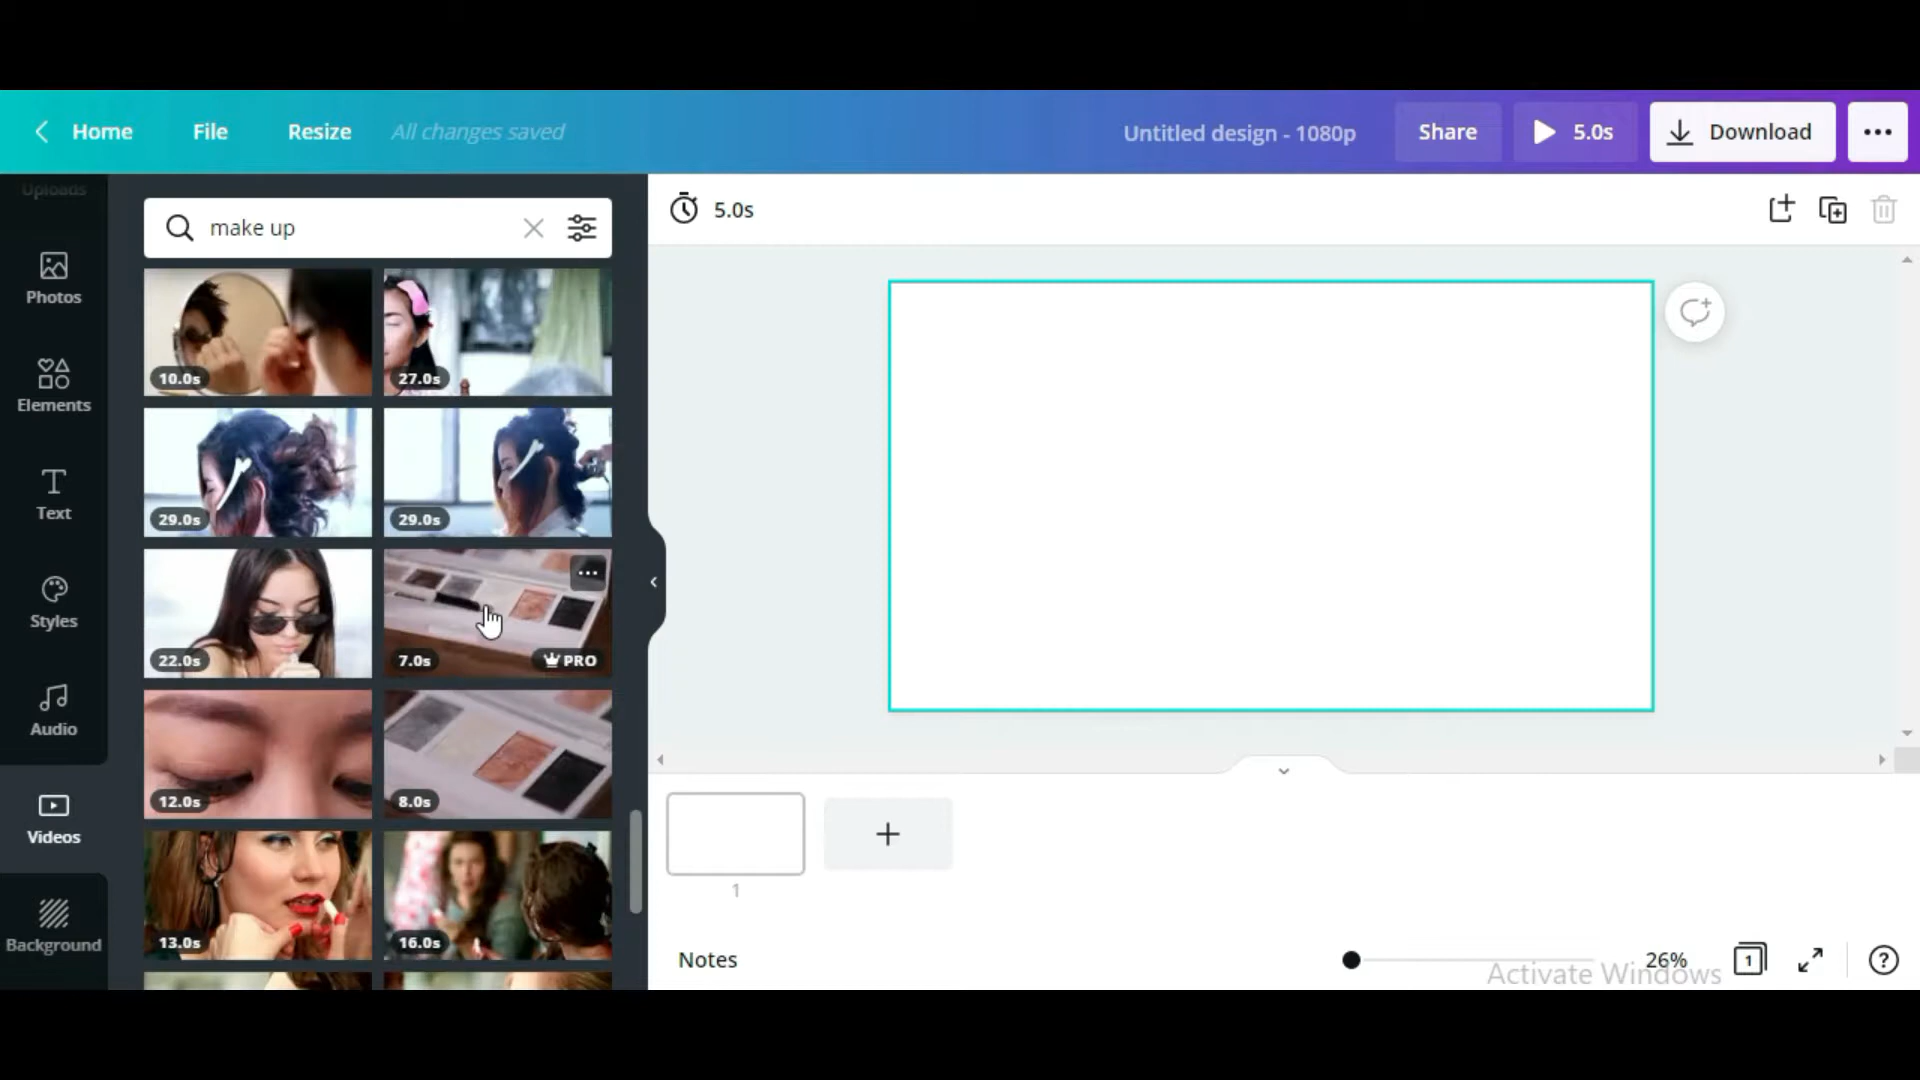 Home
File
Resize
All changes saved
Untitled design - 1080p
Share
5.0s
Download
Uploads
Photos
Elements
Text
Styles
Audio
Videos
Background
make up
10.0s
27.0s
29.0s
29.0s
22.0s
7.0s
PRO
12.0s
8.0s
13.0s
16.0s
5.0s
1
Notes
26%
1
?
Activate Windows